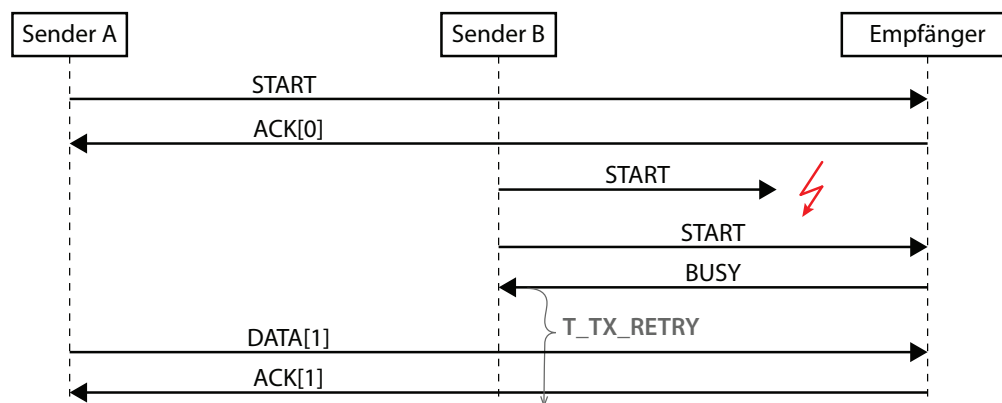 Sender A
Sender B
Empfänger
START
ACK[0]
START
START
BUSY
T_TX_RETRY
DATA[1]
ACK[1]